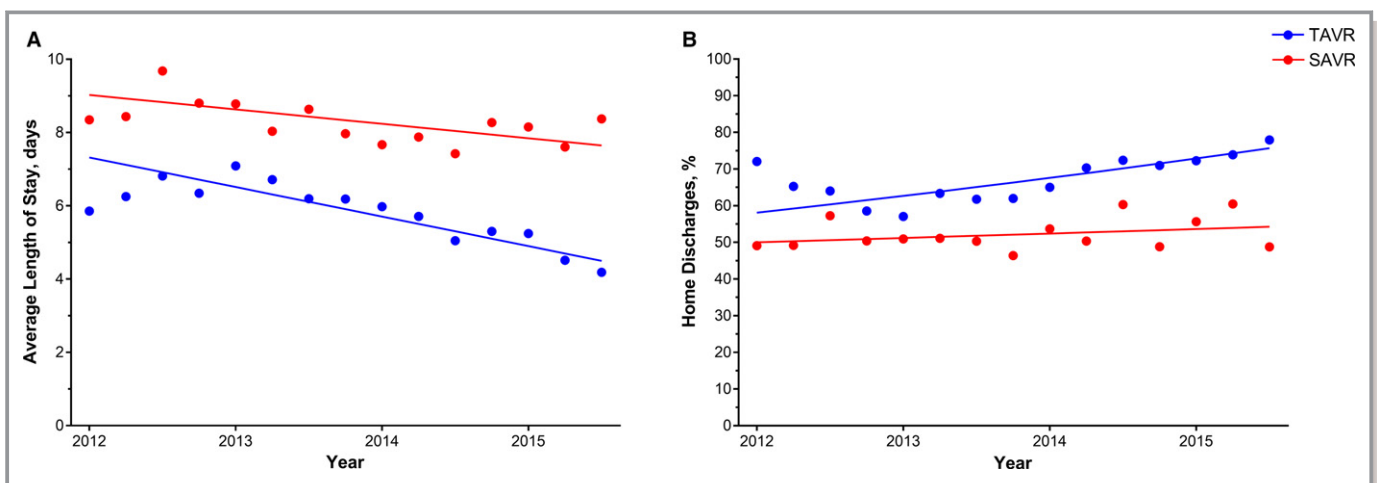 A
Average Length of Stay, days
10
8
6
4
2
0
2012 2013 2014 2015
Year
B
Home Discharges, %
100
90
80
70
60
50
40
30
20
10
0
2012 2013 2014 2015
Year
TAVR
SAVR